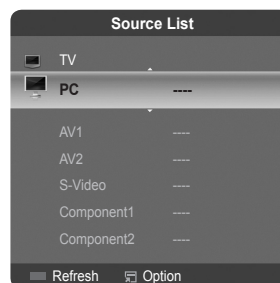 Source List
TV
PC ----
AV1 ----
AV2 ----
S-Video ----
Component1 ----
Component2 ----
Refresh Option